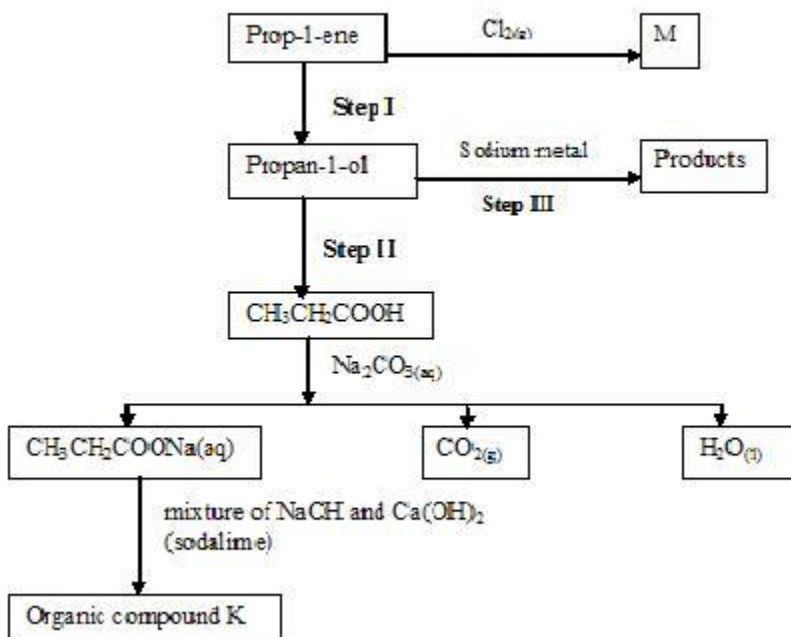 Prop-1-ene
Cl2(g)
M
Step I
Propan-1-ol
Sodium metal
Products
Step III
Step II
CH3CH2COOH
Na2CO3(aq)
CH3CH2COONa(aq)
CO2(g)
H2O(l)
mixture of NaCH and Ca(OH)2
(sodalime)
Organic compound K